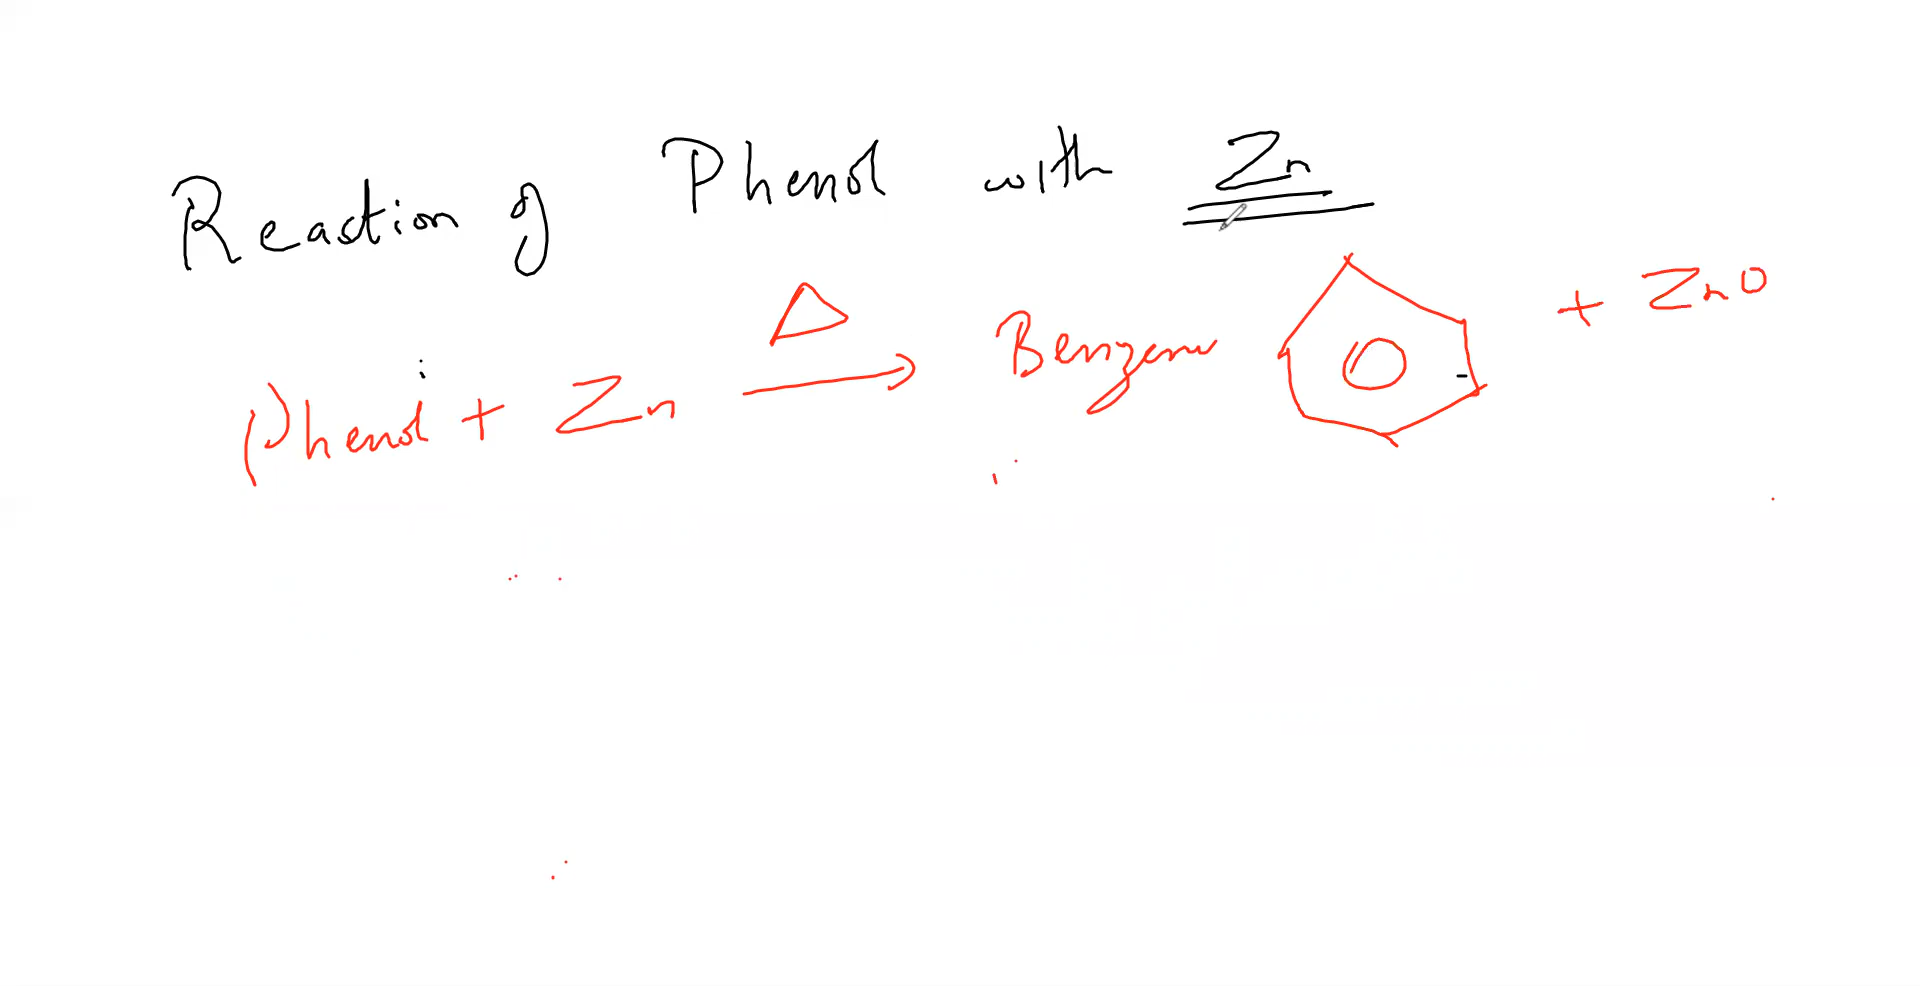 Reaction of Phenol with Zn
Phenol + Zn △→ Benzene + ZnO